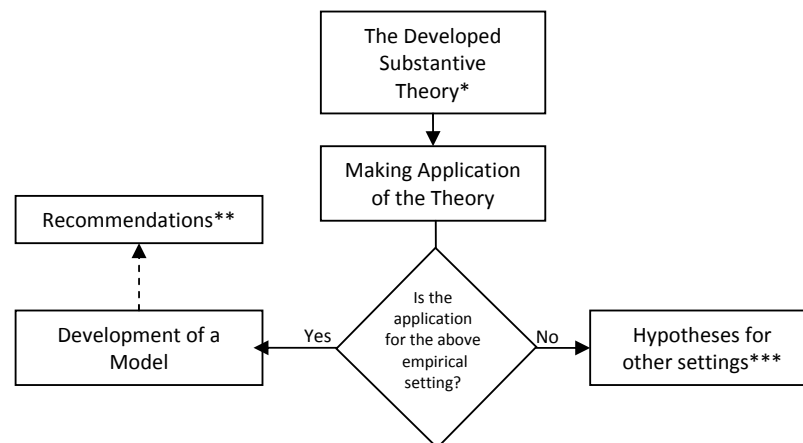 The Developed
Substantive
Theory*
Making Application
of the Theory
Recommendations**
Is the
application
for the above
empirical
setting?
Yes
No
Development of a
Model
Hypotheses for
other settings***